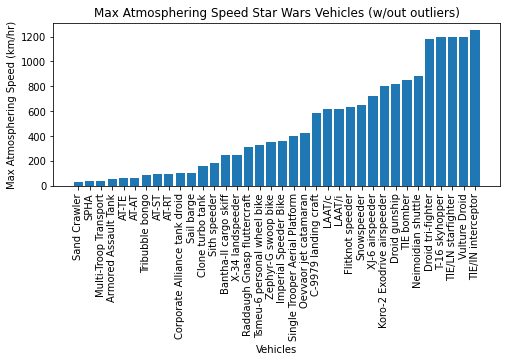 Max Atmosphering Speed Star Wars Vehicles (w/out outliers)
Max Atmosphering Speed (km/hr)
1200
1000
800
600
400
200
0
Sand Crawler
SPHA
Multi-Troop Transport
Armored Assault Tank
AT-TE
AT-AT
Tribubble bongo
AT-ST
AT-RT
Corporate Alliance tank droid
Sail barge
Clone turbo tank
Sith speeder
Bantha-II cargo skiff
X-34 landspeeder
Raddaugh Gnasp fluttercraft
Tsmeu-6 personal wheel bike
Zephyr-G swoop bike
Imperial Speeder Bike
Single Trooper Aerial Platform
Oevvaor jet catamaran
C-9979 landing craft
LAAT/c
LAAT/i
Flitknot speeder
Snowspeeder
XJ-6 airspeeder
Koro-2 Exodrive airspeeder
Droid gunship
TIE bomber
Neimoidian shuttle
Droid tri-fighter
T-16 skyhopper
TIE/LN starfighter
Vulture Droid
TIE/IN interceptor
Vehicles